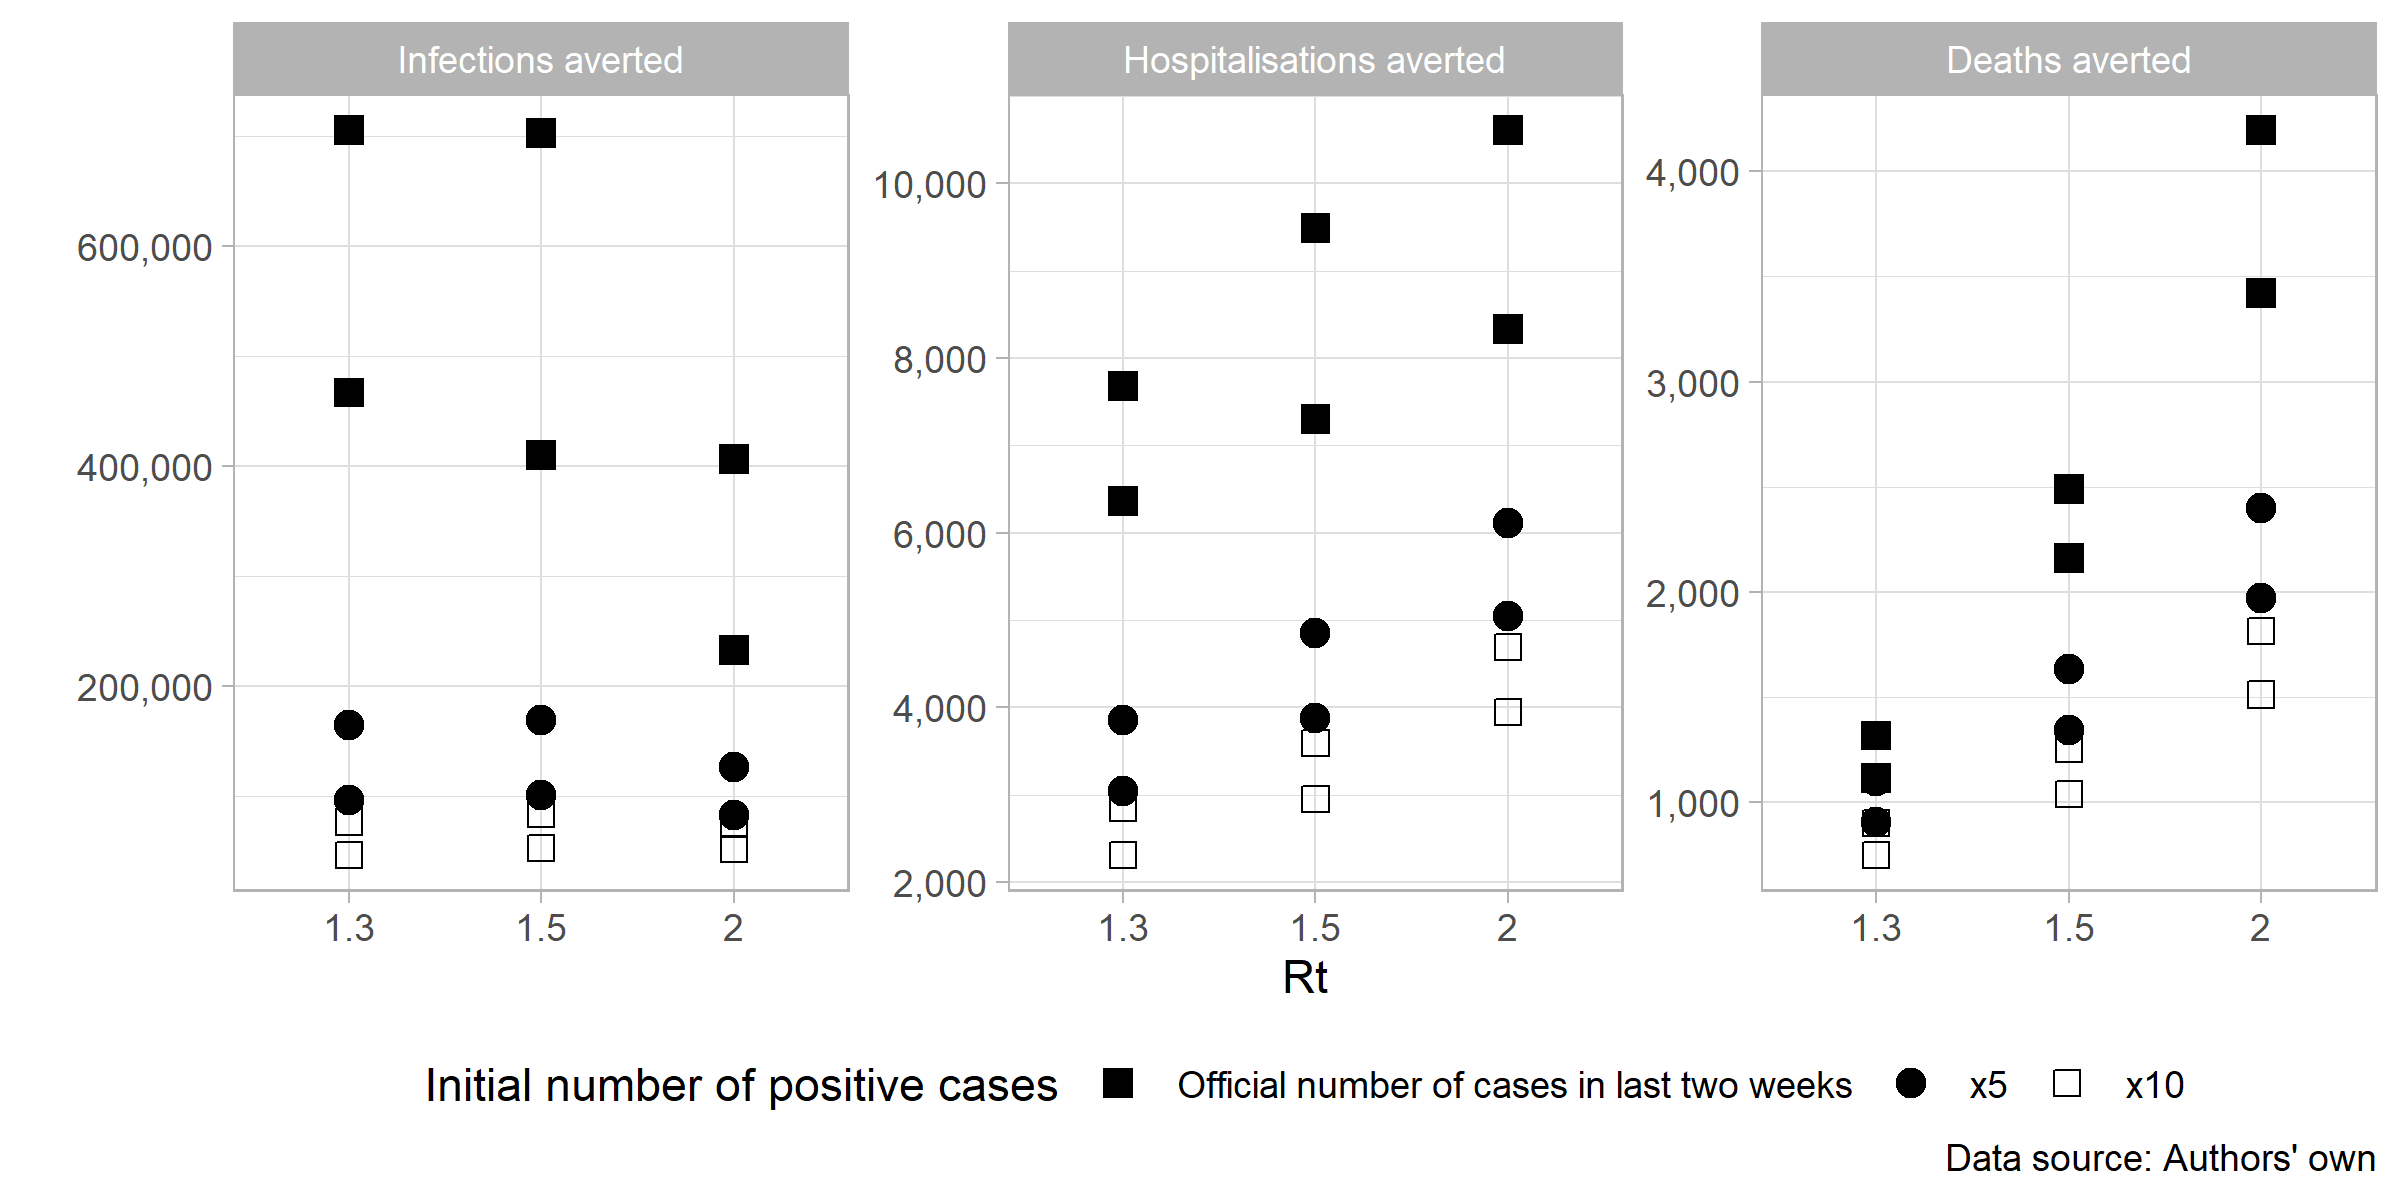 Infections averted
Hospitalisations averted
Deaths averted
600,000
400,000
200,000
10,000
8,000
6,000
4,000
2,000
4,000
3,000
2,000
1,000
1.3 1.5 2
1.3 1.5 2
1.3 1.5 2
Rt
Initial number of positive cases Official number of cases in last two weeks x5 x10
Data source: Authors' own